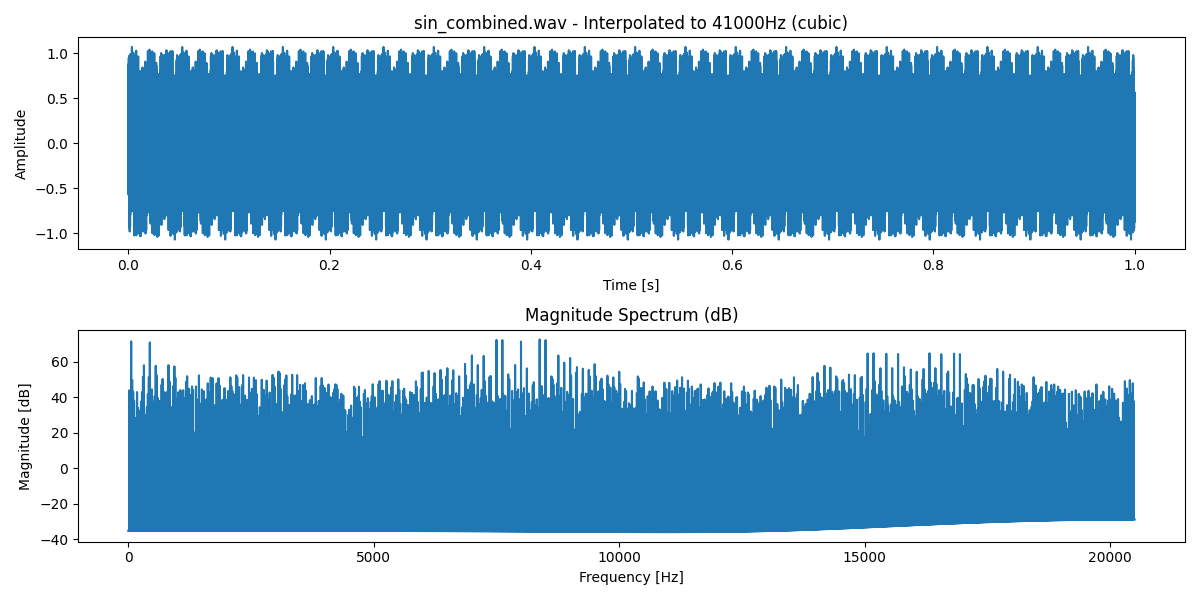 sin_combined.wav - Interpolated to 41000Hz (cubic)
1.0
0.5
0.0
−0.5
−1.0
Amplitude
0.0 0.2 0.4 0.6 0.8 1.0
Time [s]
Magnitude Spectrum (dB)
60
40
20
0
−20
−40
Magnitude [dB]
0 5000 10000 15000 20000
Frequency [Hz]